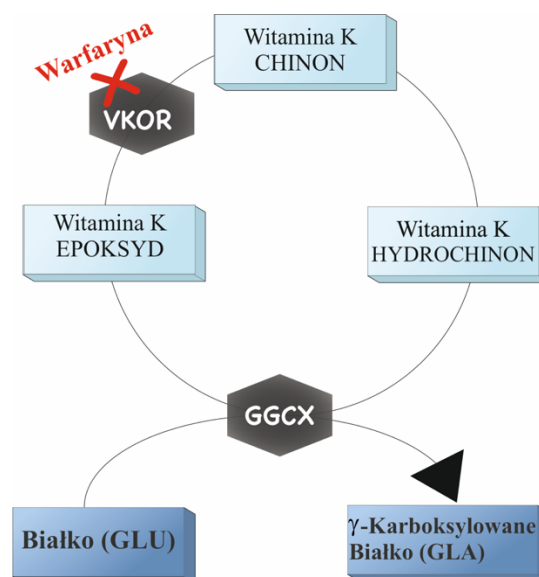 Warfaryna
Witamina K
CHINON
VKOR
Witamina K
EPOKSYD
Witamina K
HYDROCHINON
GGCX
Białko (GLU)
γ-Karboksylowane
Białko (GLA)